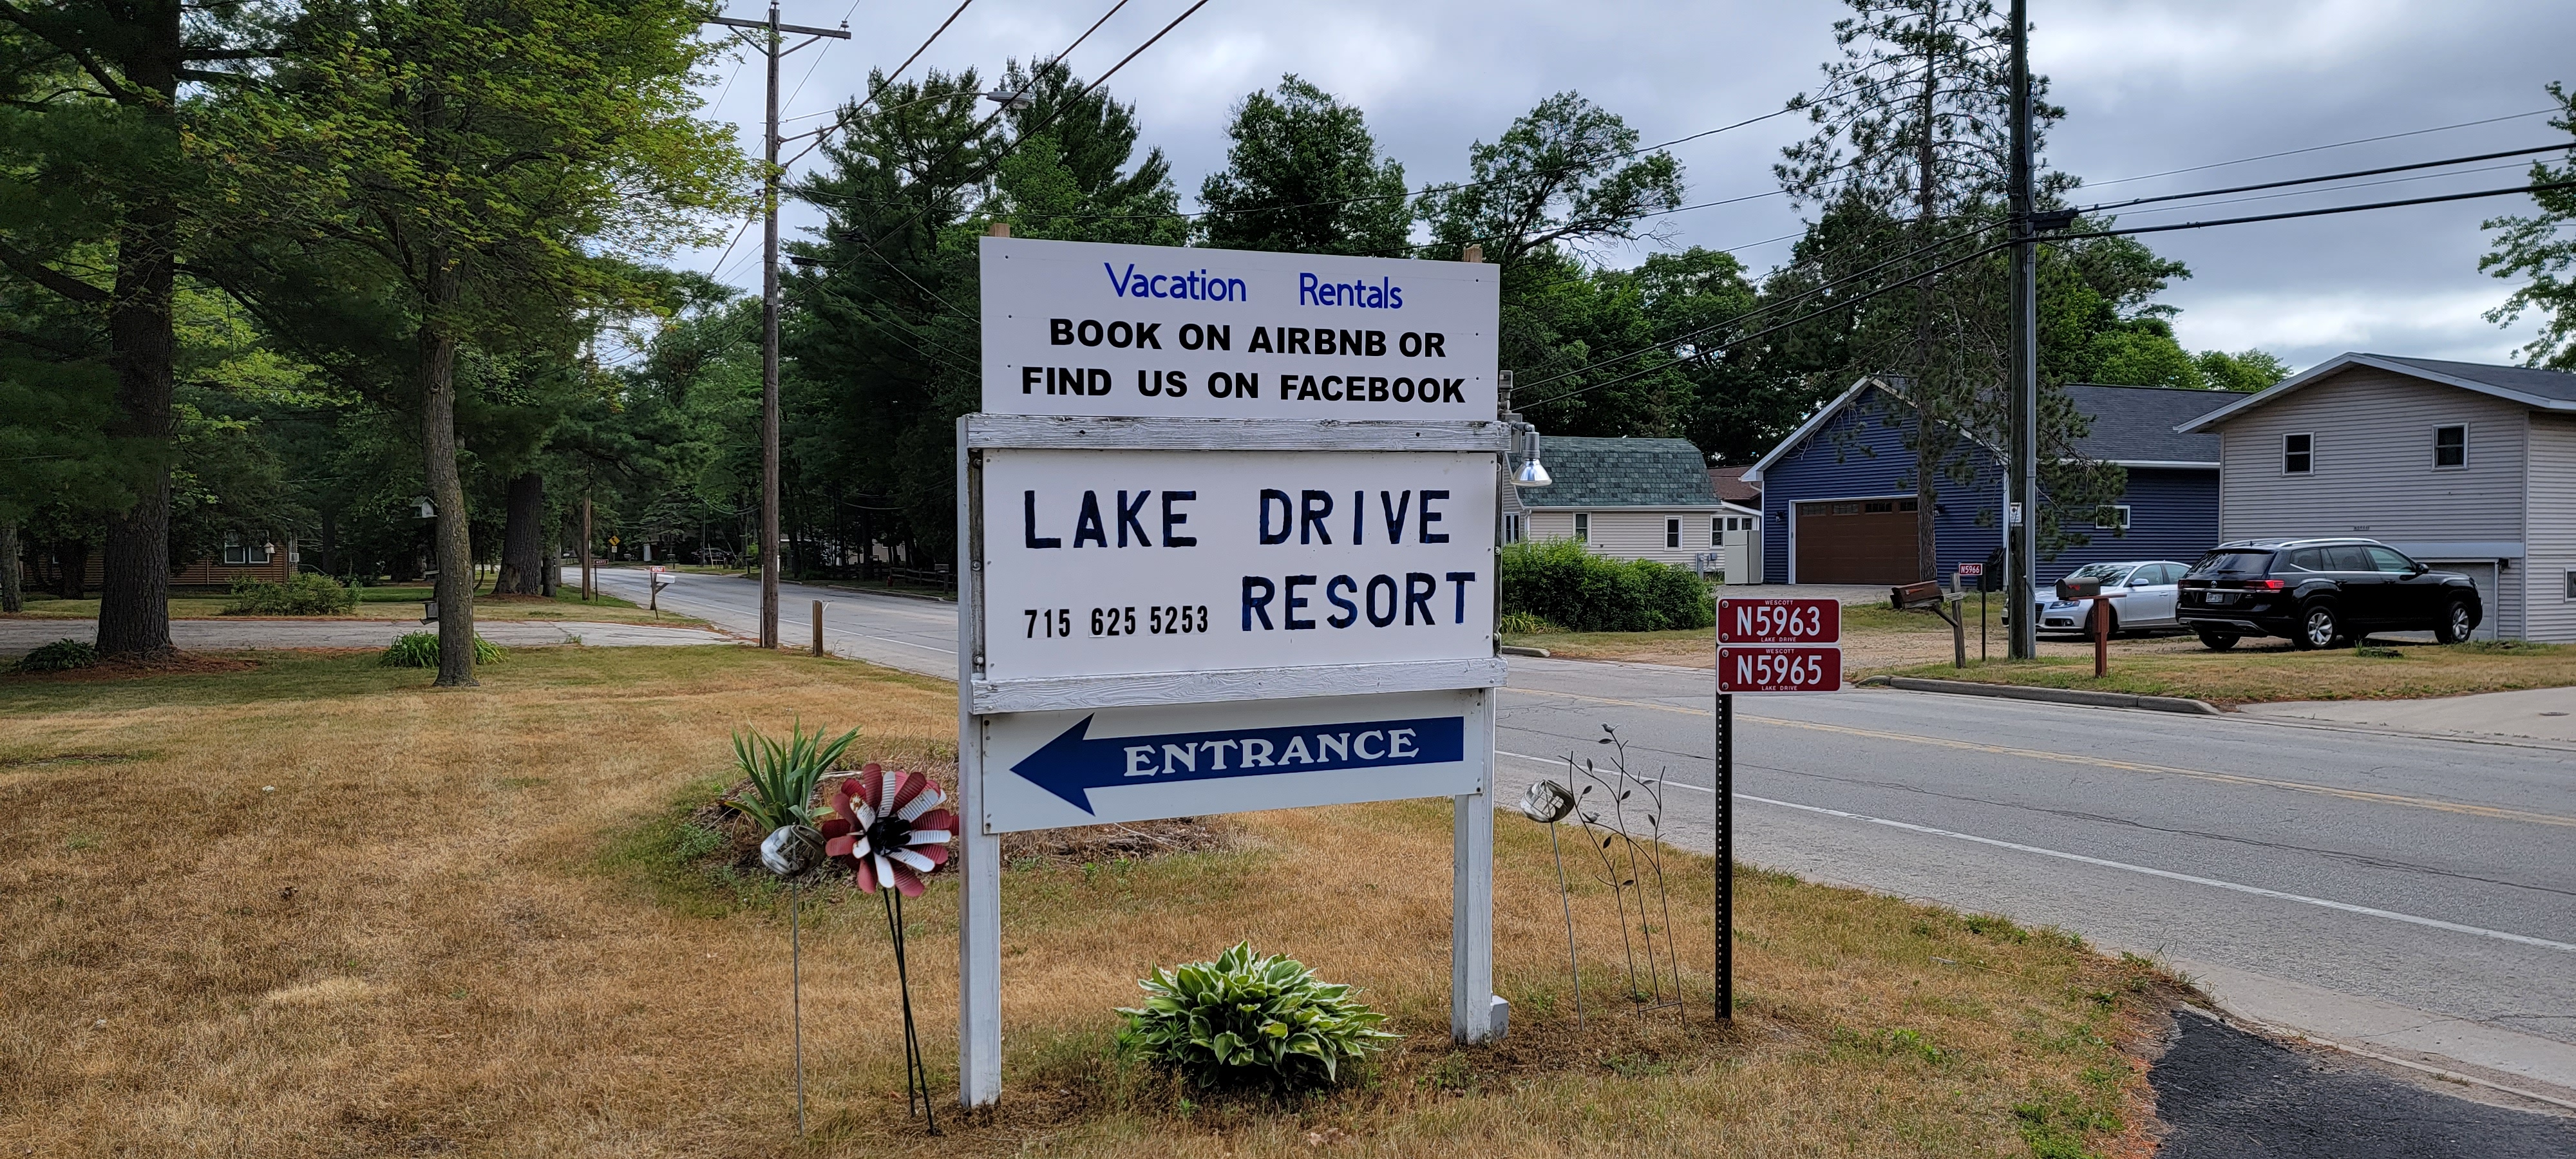 Vacation Rentals
BOOK ON AIRBNB OR
FIND US ON FACEBOOK
LAKE DRIVE
RESORT
715 625 5253
ENTRANCE
WESCOTT
N5963
LAKE DRIVE
WESCOTT
N5965
LAKE DRIVE
N5966